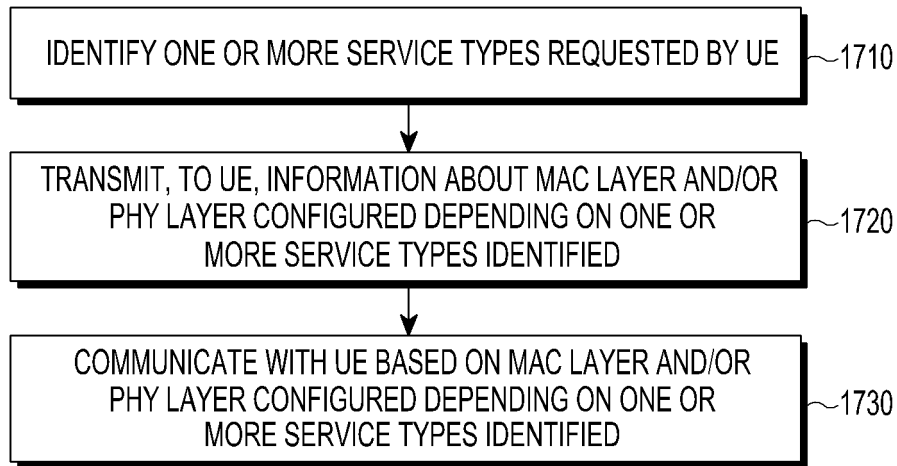 IDENTIFY ONE OR MORE SERVICE TYPES REQUESTED BY UE
1710
TRANSMIT, TO UE, INFORMATION ABOUT MAC LAYER AND/OR
PHY LAYER CONFIGURED DEPENDING ON ONE OR
MORE SERVICE TYPES IDENTIFIED
1720
COMMUNICATE WITH UE BASED ON MAC LAYER AND/OR
PHY LAYER CONFIGURED DEPENDING ON ONE OR
MORE SERVICE TYPES IDENTIFIED
1730